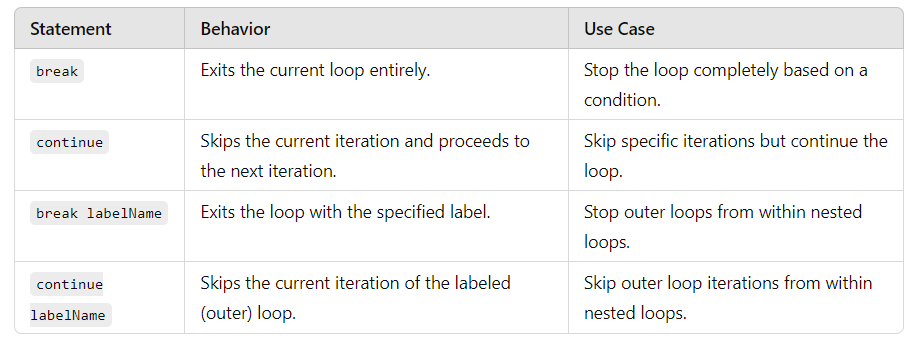 Statement Behavior Use Case
break Exits the current loop entirely. Stop the loop completely based on a
condition.
continue Skips the current iteration and proceeds to Skip specific iterations but continue the
the next iteration. loop.
break labelName Exits the loop with the specified label. Stop outer loops from within nested
loops.
continue Skips the current iteration of the labeled Skip outer loop iterations from within
labelName (outer) loop. nested loops.